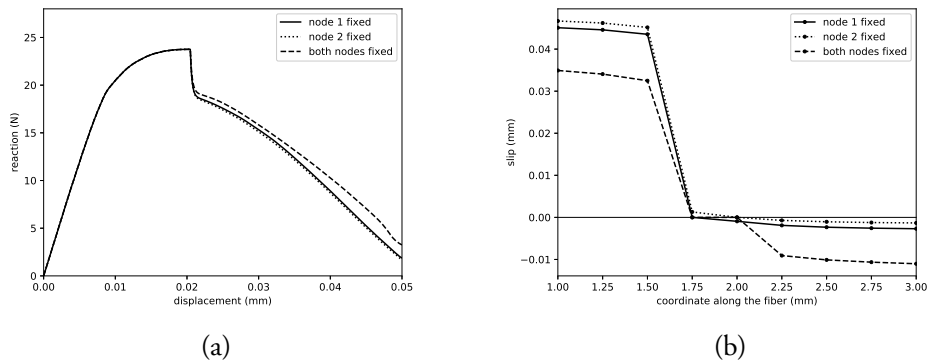 25
20
15
10
5
0
reaction (N)
0.00 0.01 0.02 0.03 0.04 0.05
displacement (mm)
node 1 fixed
node 2 fixed
both nodes fixed
(a)
0.04
0.03
0.02
0.01
0.00
−0.01
slip (mm)
1.00 1.25 1.50 1.75 2.00 2.25 2.50 2.75 3.00
coordinate along the fiber (mm)
node 1 fixed
node 2 fixed
both nodes fixed
(b)